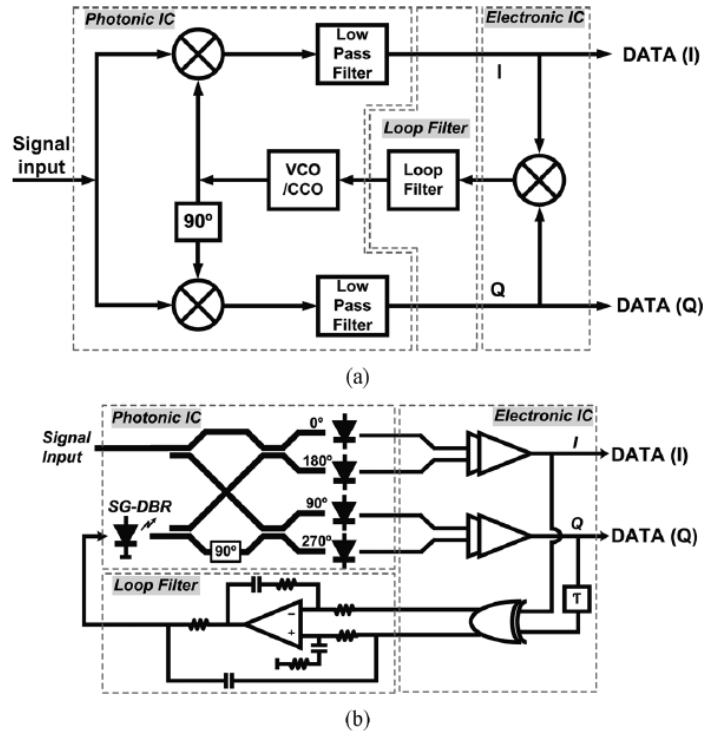 Photonic IC
Electronic IC
Low
Pass
Filter
I
DATA (I)
Signal
input
Loop Filter
VCO
/CCO
Loop
Filter
90º
Low
Pass
Filter
Q
DATA (Q)
(a)
Photonic IC
Electronic IC
Signal
Input
0º
180º
I
DATA (I)
SG-DBR
90º
90º
270º
Q
DATA (Q)
Loop Filter
τ
−
+
(b)